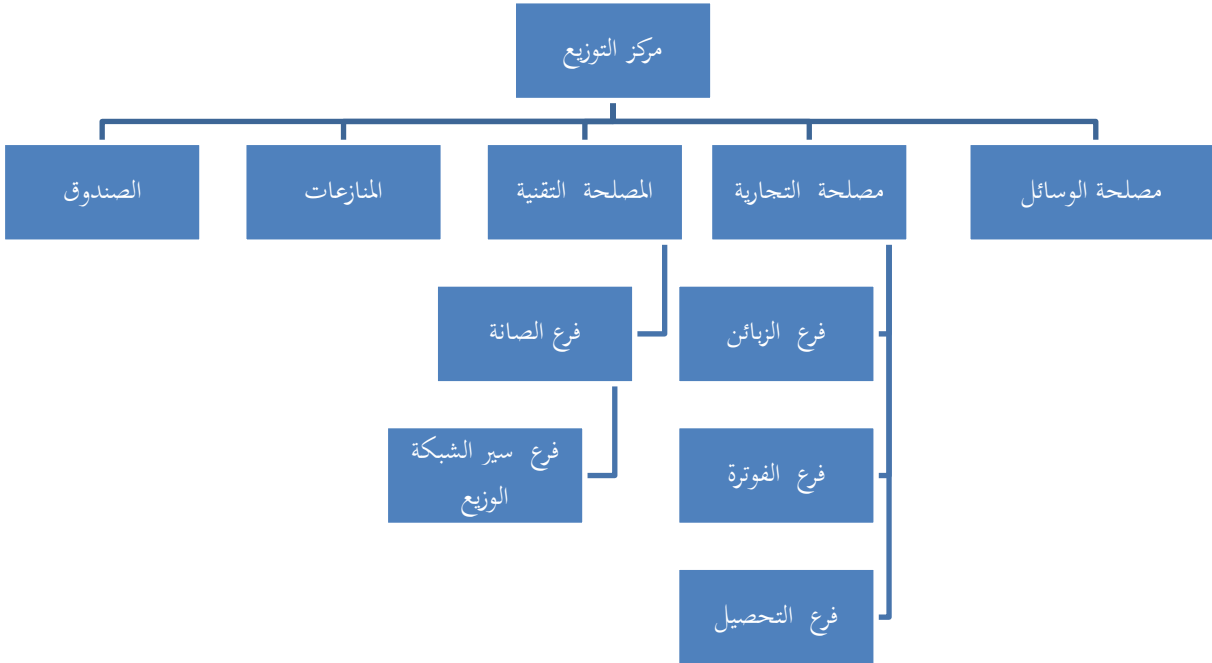 مركز التوزيع
مصلحة الوسائل
مصلحة التجارية
المصلحة التقنية
المنازعات
الصندوق
فرع الزبائن
فرع الصانة
فرع الفوترة
فرع سير الشبكة
الوزيع
فرع التحصيل